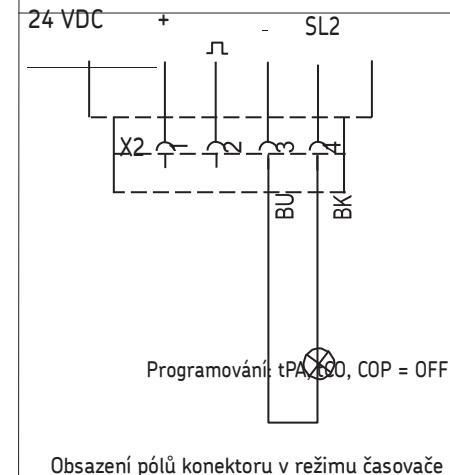 24 VDC + - SL2
X2 1 2 3 4
BU BK
Programování: tPA, tCO, COP = OFF
Obsazení pólů konektoru v režimu časovače